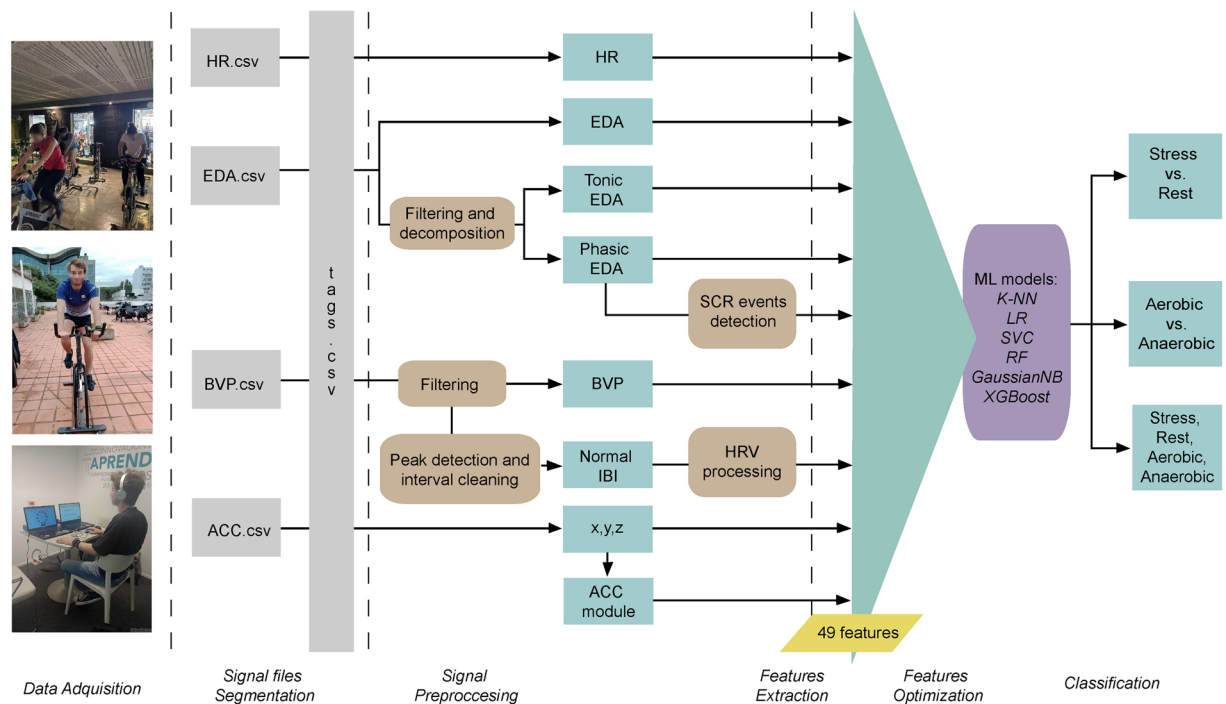 HR.csv
EDA.csv
BVP.csv
ACC.csv
tags.csv
HR
EDA
Filtering and
decomposition
Tonic
EDA
Phasic
EDA
SCR events
detection
Filtering
BVP
Peak detection and
interval cleaning
Normal
IBI
HRV
processing
x,y,z
ACC
module
49 features
ML models:
K-NN
LR
SVC
RF
GaussianNB
XGBoost
Stress
vs.
Rest
Aerobic
vs.
Anaerobic
Stress,
Rest,
Aerobic,
Anaerobic
APREND
Data Adquisition
Signal files
Segmentation
Signal
Preproccesing
Features
Extraction
Features
Optimization
Classification